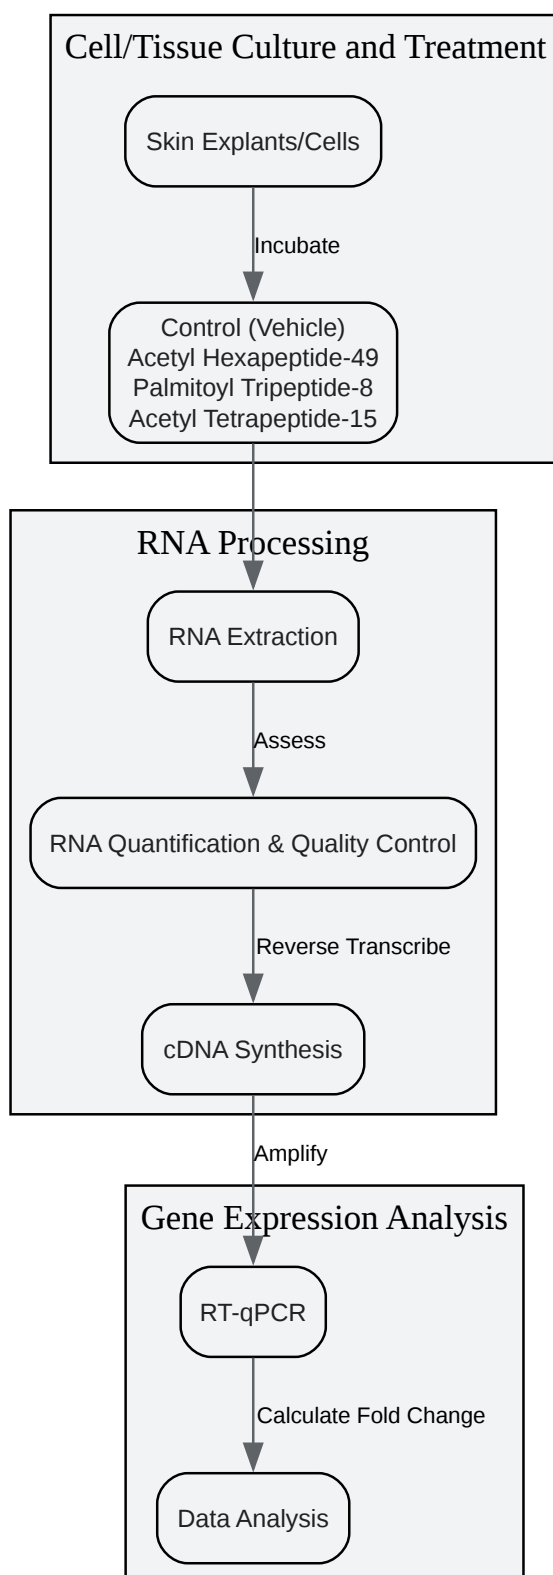 Cell/Tissue Culture and Treatment
Skin Explants/Cells
Incubate
Control (Vehicle)
Acetyl Hexapeptide-49
Palmitoyl Tripeptide-8
Acetyl Tetrapeptide-15
RNA Processing
RNA Extraction
Assess
RNA Quantification & Quality Control
Reverse Transcribe
cDNA Synthesis
Amplify
Gene Expression Analysis
RT-qPCR
Calculate Fold Change
Data Analysis